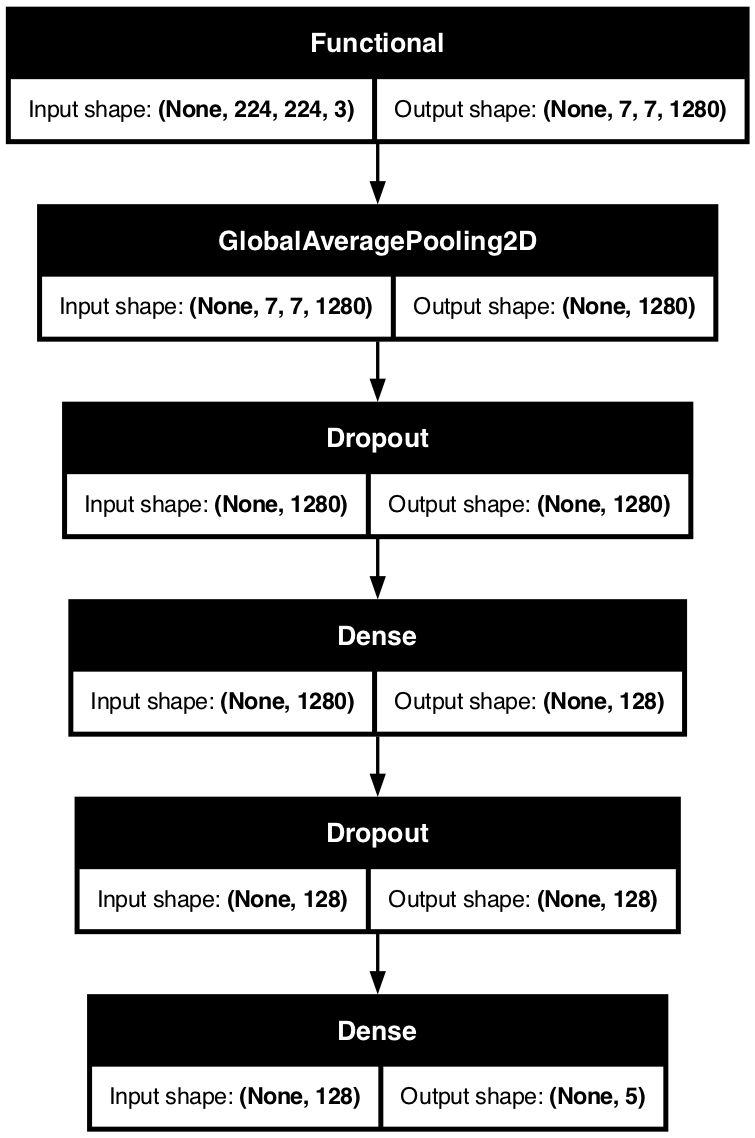 Functional
Input shape: (None, 224, 224, 3) Output shape: (None, 7, 7, 1280)
GlobalAveragePooling2D
Input shape: (None, 7, 7, 1280) Output shape: (None, 1280)
Dropout
Input shape: (None, 1280) Output shape: (None, 1280)
Dense
Input shape: (None, 1280) Output shape: (None, 128)
Dropout
Input shape: (None, 128) Output shape: (None, 128)
Dense
Input shape: (None, 128) Output shape: (None, 5)